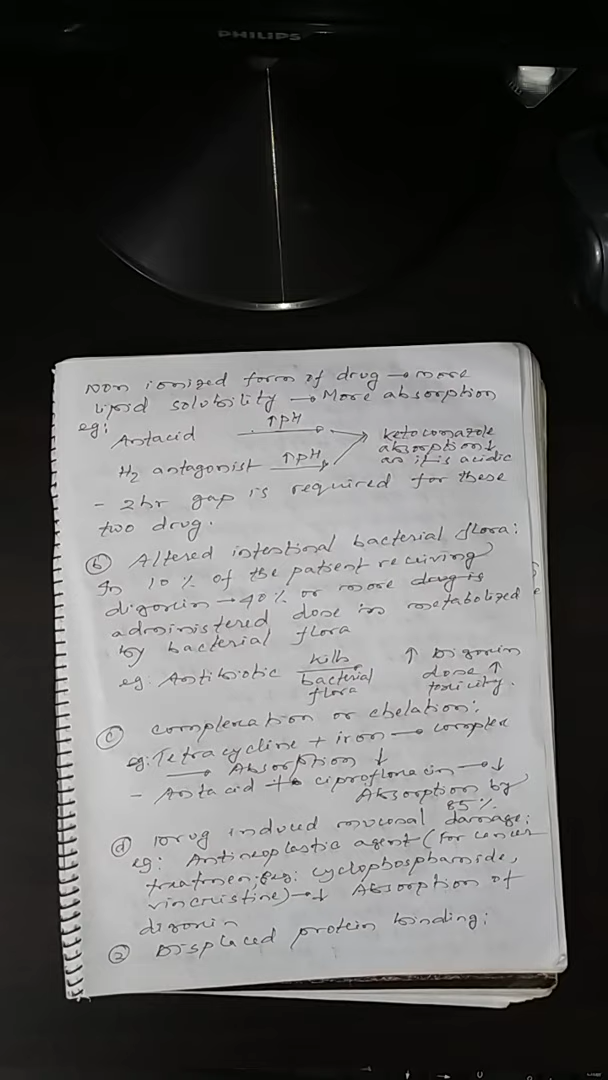 PHILIPS
Non ionized form of drug → more
lipid solubility → More absorption
eg:
Antacid ↑PH → ketoconazole
absorption↓
as it is acidic
H2 antagonist ↑PH →
- 2hr gap is required for these
two drug.
(b) Altered intestinal bacterial flora:
In 10% of the patient receiving
digoxin → 40% or more drug is
administered dose is metabolized
by bacterial flora
eg: Antibiotic kills bacterial flora ↑ Digoxin
dose ↑
toxicity.
(c) complexation or chelation:
eg: Tetracycline + iron → complex
→ Absorption ↓
- Antacid + ciprofloxacin → ↓
Absorption by
85%
(d) Drug induced mucosal damage:
eg: Antineoplastic agent (For cancer
treatment eg: cyclophosphamide,
vincristine) → ↓ Absorption of
digoxin
(2) Displaced protein binding: